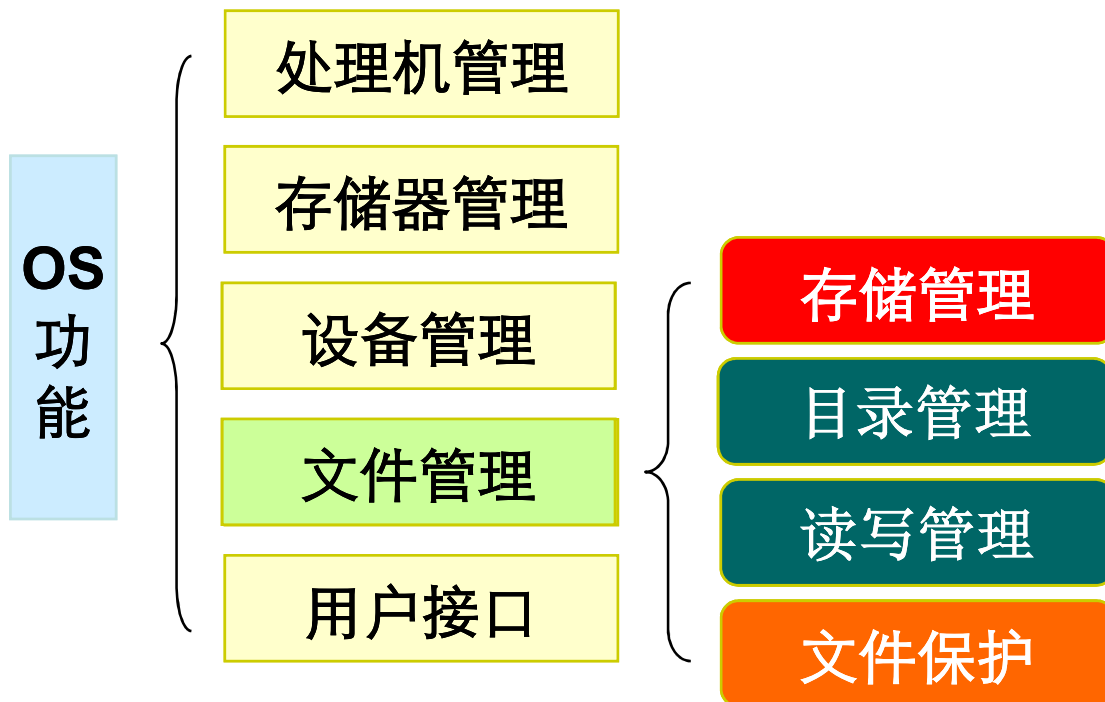 OS
功
能
处理机管理
存储器管理
设备管理
文件管理
用户接口
存储管理
目录管理
读写管理
文件保护